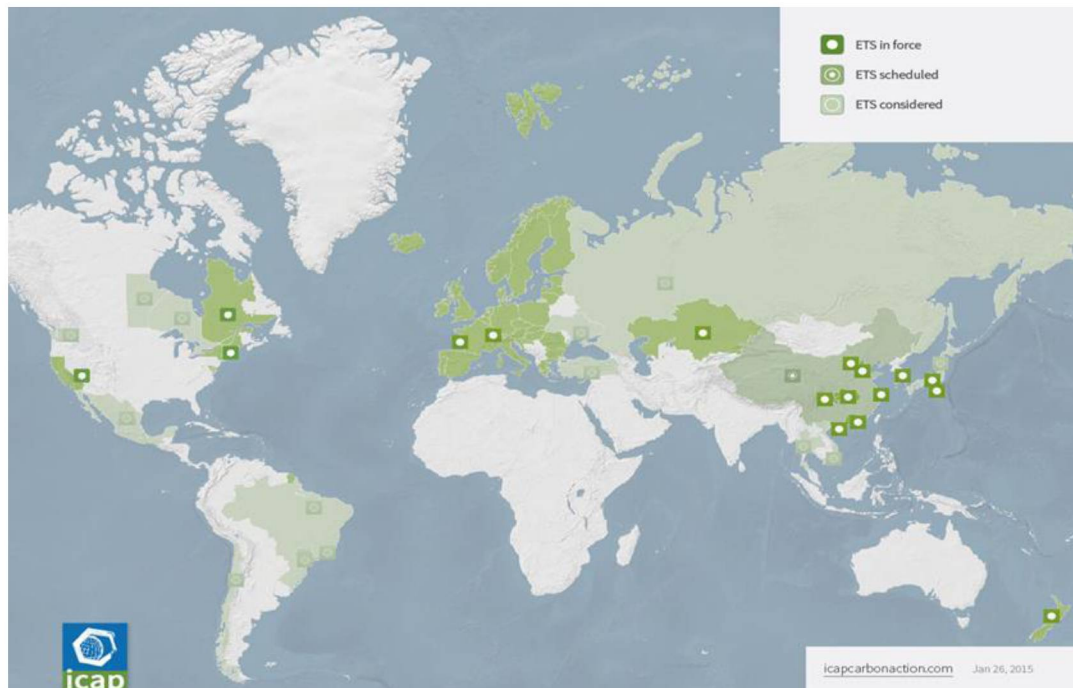 ETS in force
ETS scheduled
ETS considered
icap
icapcarbonaction.com Jan 26, 2015